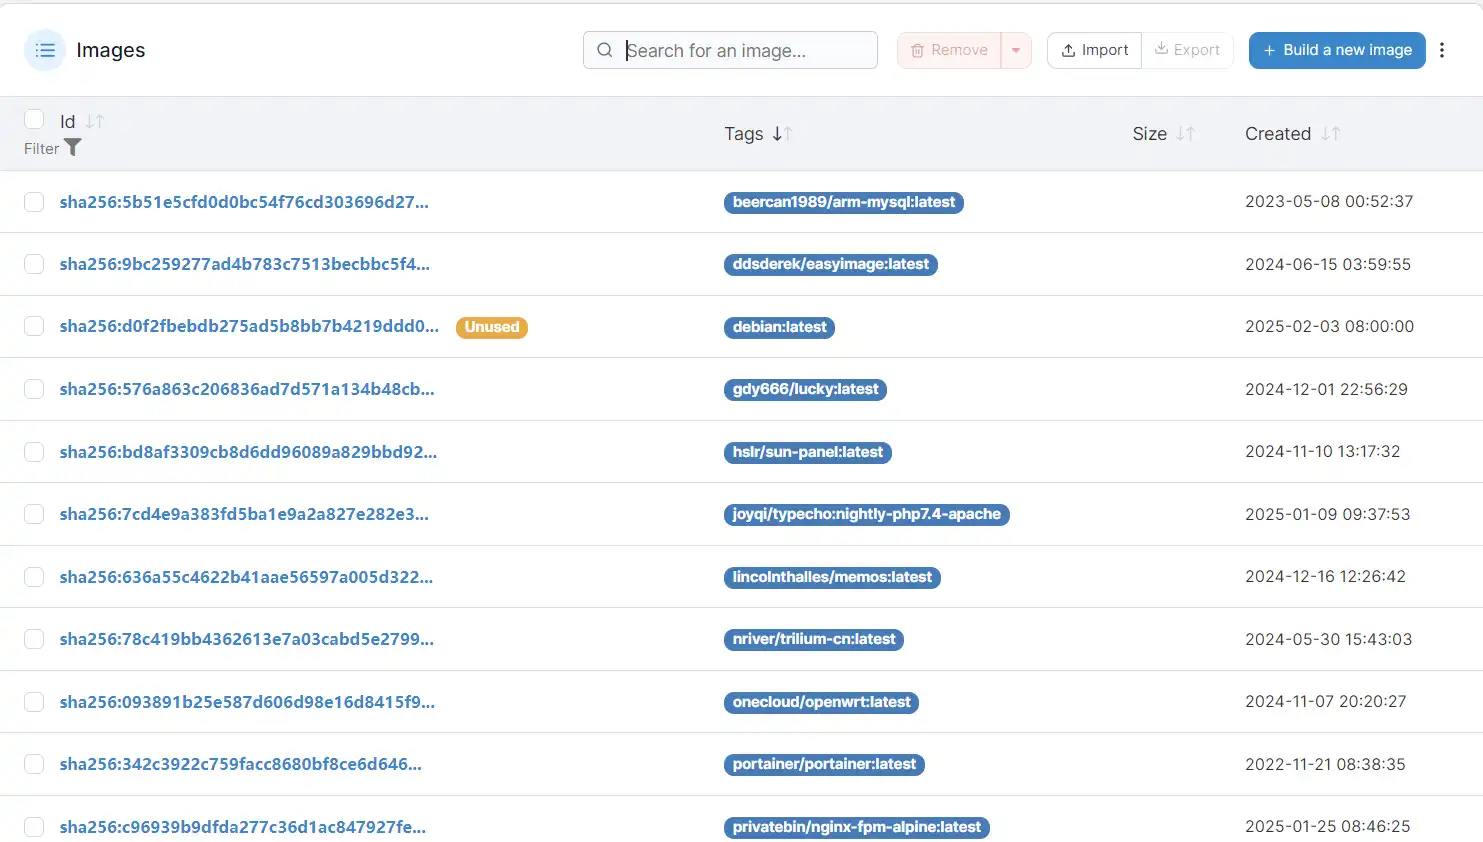 Images
Search for an image...
Remove
Import
Export
Build a new image
Id
Filter
Tags
Size
Created
sha256:5b51e5cfd0d0bc54f76cd303696d27... beercan1989/arm-mysql:latest 2023-05-08 00:52:37
sha256:9bc259277ad4b783c7513becbbc5f4... ddsderek/easyimage:latest 2024-06-15 03:59:55
sha256:d0f2fbebdb275ad5b8bb7b4219ddd0... Unused debian:latest 2025-02-03 08:00:00
sha256:576a863c206836ad7d571a134b48cb... gdy666/lucky:latest 2024-12-01 22:56:29
sha256:bd8af3309cb8d6dd96089a829bbd92... hslr/sun-panel:latest 2024-11-10 13:17:32
sha256:7cd4e9a383fd5ba1e9a2a827e282e3... joyqi/typecho:nightly-php7.4-apache 2025-01-09 09:37:53
sha256:636a55c4622b41aae56597a005d322... lincolnthalles/memos:latest 2024-12-16 12:26:42
sha256:78c419bb4362613e7a03cabd5e2799... nriver/trilium-cn:latest 2024-05-30 15:43:03
sha256:093891b25e587d606d98e16d8415f9... onecloud/openwrt:latest 2024-11-07 20:20:27
sha256:342c3922c759facc8680bf8ce6d646... portainer/portainer:latest 2022-11-21 08:38:35
sha256:c96939b9dfda277c36d1ac847927fe... privatebin/nginx-fpm-alpine:latest 2025-01-25 08:46:25